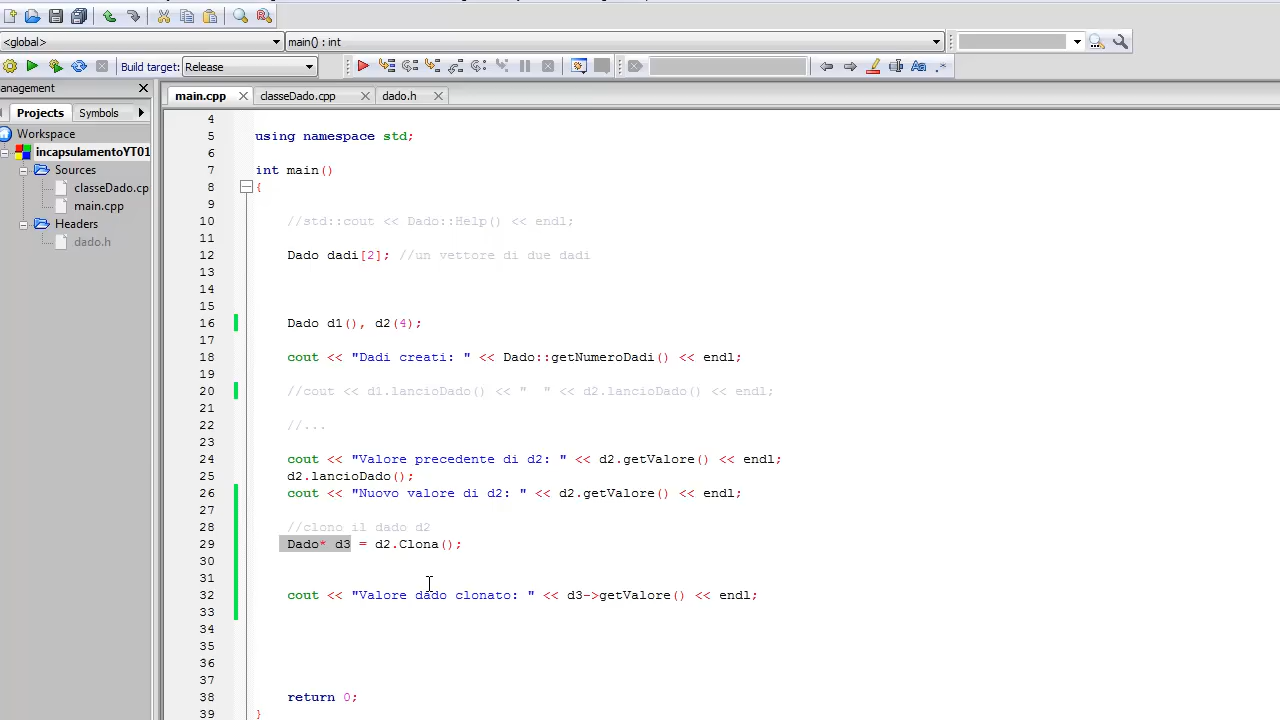 <global> main() : int
Build target: Release
anagement
main.cpp classeDado.cpp dado.h
Projects Symbols
Workspace
incapsulamentoYT01
Sources
classeDado.cp
main.cpp
Headers
dado.h
4
5 using namespace std;
6
7 int main()
8 {
9
10 //std::cout << Dado::Help() << endl;
11
12 Dado dadi[2]; //un vettore di due dadi
13
14
15
16 Dado d1(), d2(4);
17
18 cout << "Dadi creati: " << Dado::getNumeroDadi() << endl;
19
20 //cout << d1.lancioDado() << "  " << d2.lancioDado() << endl;
21
22 //...
23
24 cout << "Valore precedente di d2: " << d2.getValore() << endl;
25 d2.lancioDado();
26 cout << "Nuovo valore di d2: " << d2.getValore() << endl;
27
28 //clono il dado d2
29 Dado* d3 = d2.Clona();
30
31
32 cout << "Valore dado clonato: " << d3->getValore() << endl;
33
34
35
36
37
38 return 0;
39 }